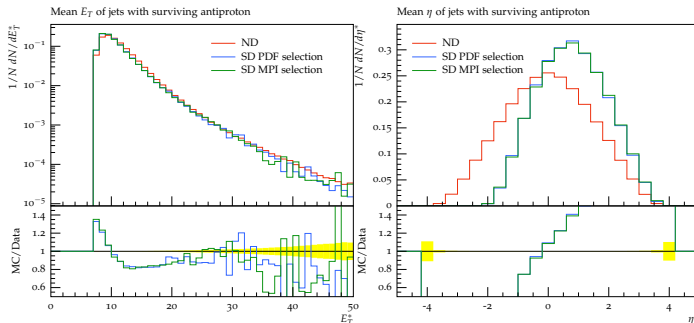 Mean E_T of jets with surviving antiproton
1/N dN/dE_T^*
ND
SD PDF selection
SD MPI selection
10^-1
10^-2
10^-3
10^-4
10^-5
MC/Data
1.4
1.2
1
0.8
0.6
0
10
20
30
40
50
E_T^*
Mean η of jets with surviving antiproton
1/N dN/dη^*
ND
SD PDF selection
SD MPI selection
0.3
0.25
0.2
0.15
0.1
0.05
0
MC/Data
1.4
1.2
1
0.8
0.6
-4
-2
0
2
4
η